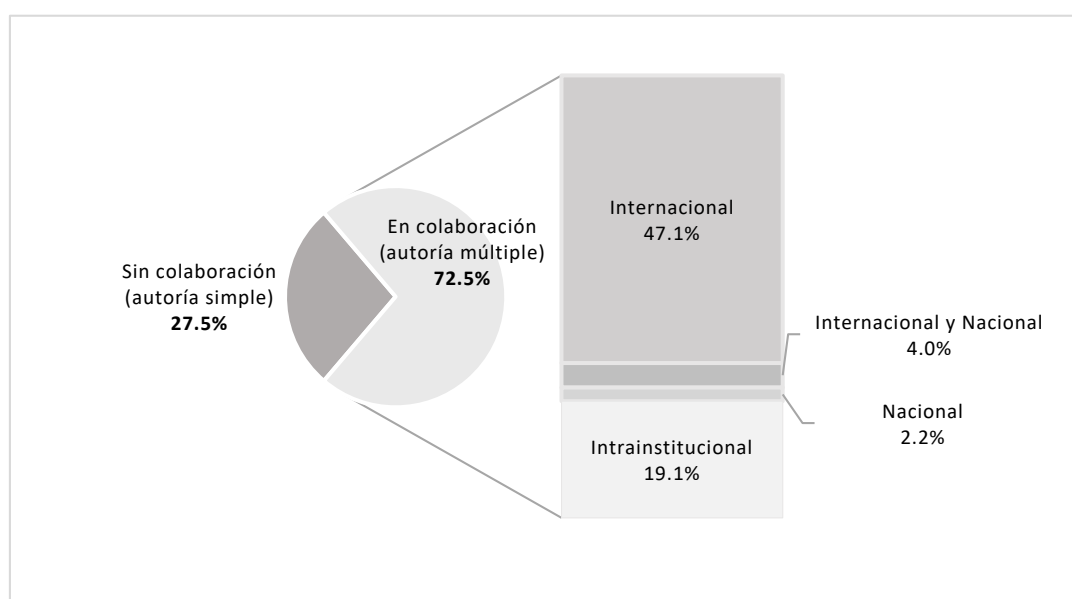 Sin colaboración
(autoría simple)
27.5%
En colaboración
(autoría múltiple)
72.5%
Internacional
47.1%
Internacional y Nacional
4.0%
Nacional
2.2%
Intrainstitucional
19.1%